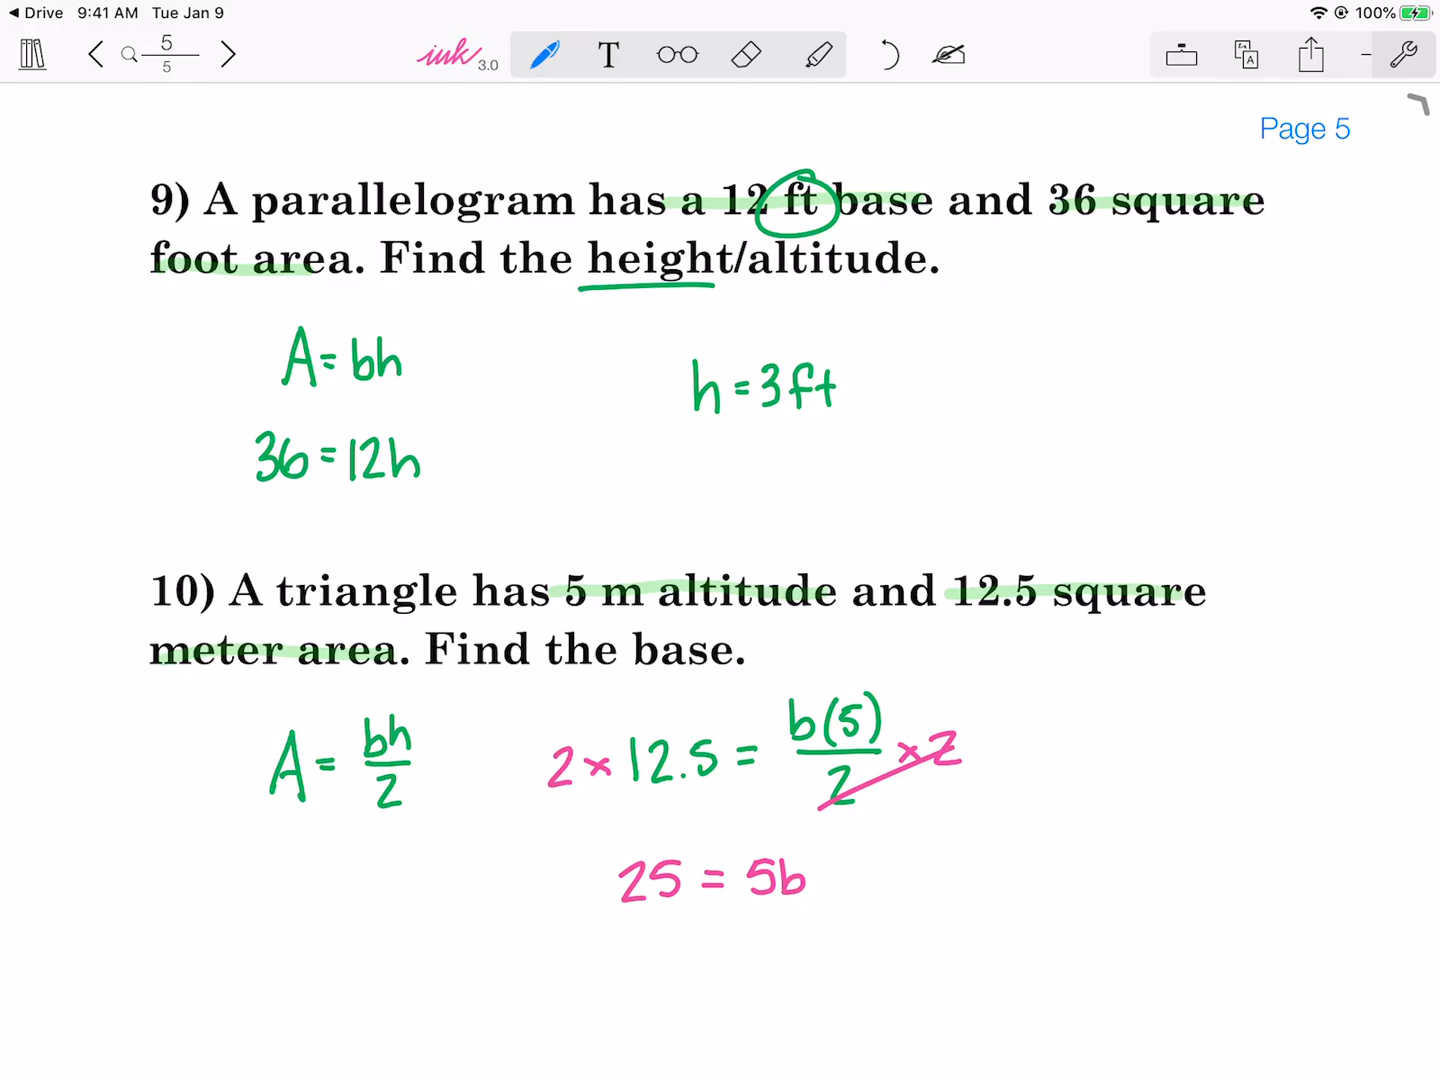 Drive 9:41 AM Tue Jan 9 100%
5
5
ink 3.0 T A
Page 5
9) A parallelogram has a 12 ft base and 36 square
foot area. Find the height/altitude.
A = bh
h = 3ft
36 = 12h
10) A triangle has 5 m altitude and 12.5 square
meter area. Find the base.
A = bh/2
2 × 12.5 = b(5)/2 × 2
25 = 5b